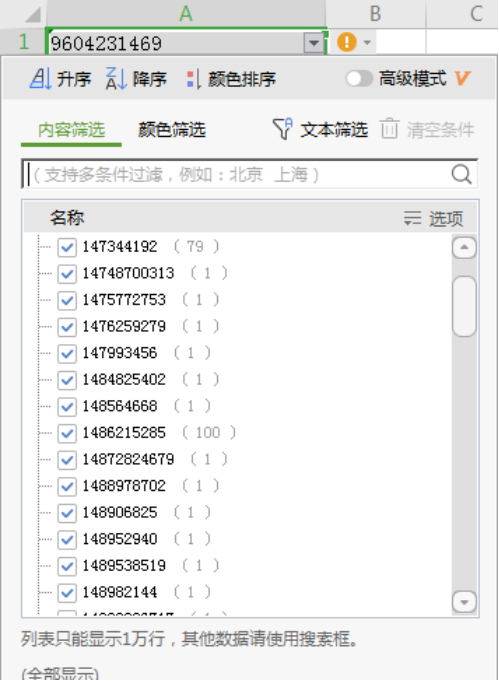 A B C
1 9604231469
升序 降序 颜色排序 高级模式
内容筛选 颜色筛选 文本筛选 清空条件
(支持多条件过滤，例如：北京 上海)
名称 选项
147344192 (79)
14748700313 (1)
1475772753 (1)
1476259279 (1)
147993456 (1)
1484825402 (1)
148564668 (1)
1486215285 (100)
14872824679 (1)
1488978702 (1)
148906825 (1)
148952940 (1)
1489538519 (1)
148982144 (1)
列表只能显示1万行，其他数据请使用搜索框。
(全部显示)